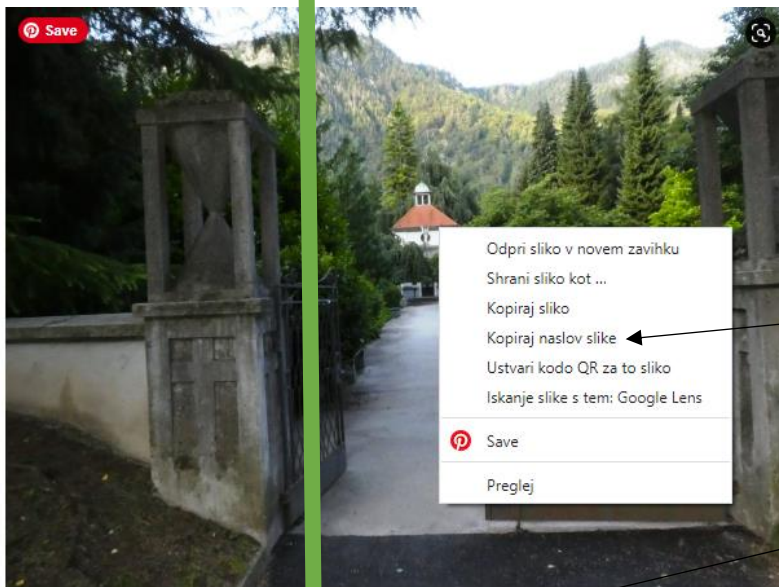 Save
Odpri sliko v novem zavihku
Shrani sliko kot ...
Kopiraj sliko
Kopiraj naslov slike
Ustvari kodo QR za to sliko
Iskanje slike s tem: Google Lens
Save
Preglej